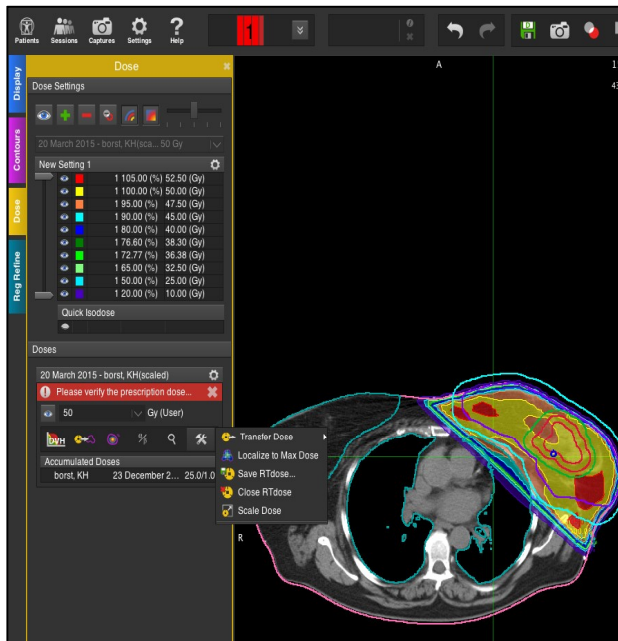 Patients Sessions Captures Settings Help
1
Display
Contours
Dose
Reg Refine
Dose
Dose Settings
20 March 2015 - borst, KH(sca... 50 Gy
New Setting 1
1 105.00 (%) 52.50 (Gy)
1 100.00 (%) 50.00 (Gy)
1 95.00 (%) 47.50 (Gy)
1 90.00 (%) 45.00 (Gy)
1 80.00 (%) 40.00 (Gy)
1 76.60 (%) 38.30 (Gy)
1 72.77 (%) 36.38 (Gy)
1 65.00 (%) 32.50 (Gy)
1 50.00 (%) 25.00 (Gy)
1 20.00 (%) 10.00 (Gy)
Quick Isodose
Doses
20 March 2015 - borst, KH(scaled)
Please verify the prescription dose...
50 Gy (User)
DVH
Accumulated Doses
borst, KH 23 December 2... 25.0/1.0
Transfer Dose
Localize to Max Dose
Save RTdose...
Close RTdose
Scale Dose
A
R